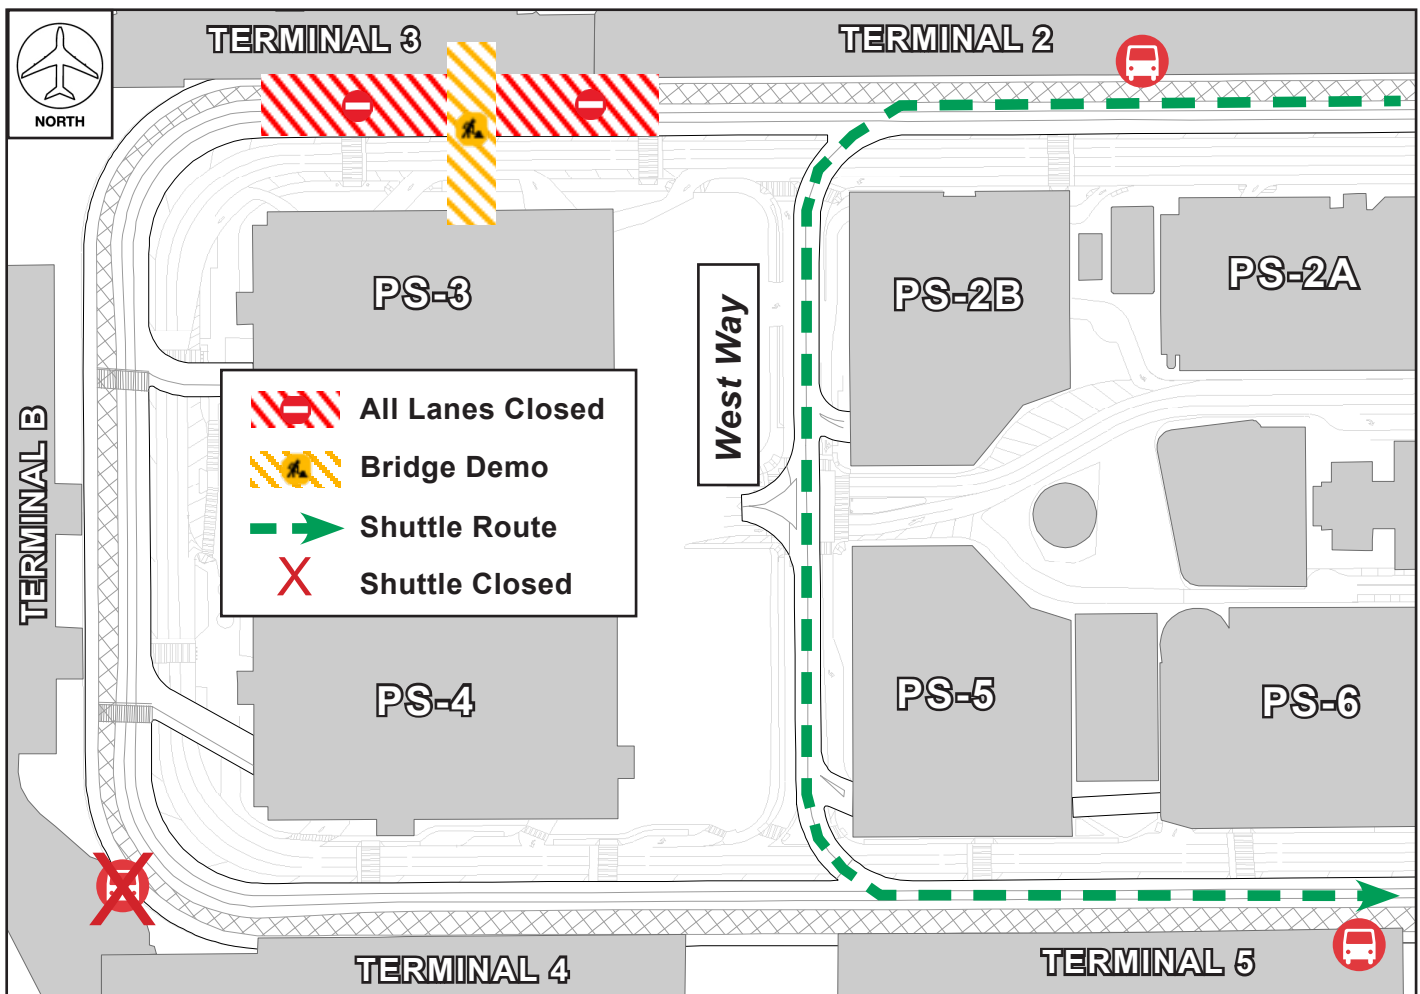 TERMINAL 3
TERMINAL 2
NORTH
PS-3
PS-2B
PS-2A
West Way
All Lanes Closed
Bridge Demo
Shuttle Route
Shuttle Closed
TERMINAL B
PS-4
PS-5
PS-6
TERMINAL 4
TERMINAL 5